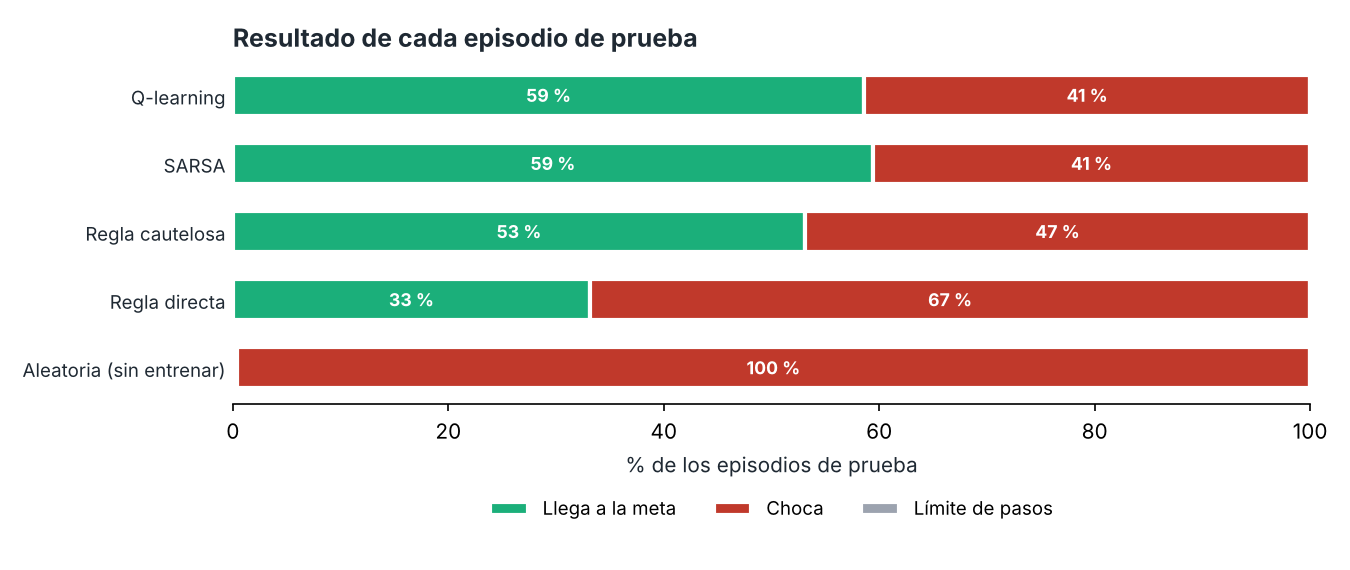 Resultado de cada episodio de prueba
Q-learning 59 % 41 %
SARSA 59 % 41 %
Regla cautelosa 53 % 47 %
Regla directa 33 % 67 %
Aleatoria (sin entrenar) 100 %
0 20 40 60 80 100
% de los episodios de prueba
Llega a la meta Choca Límite de pasos